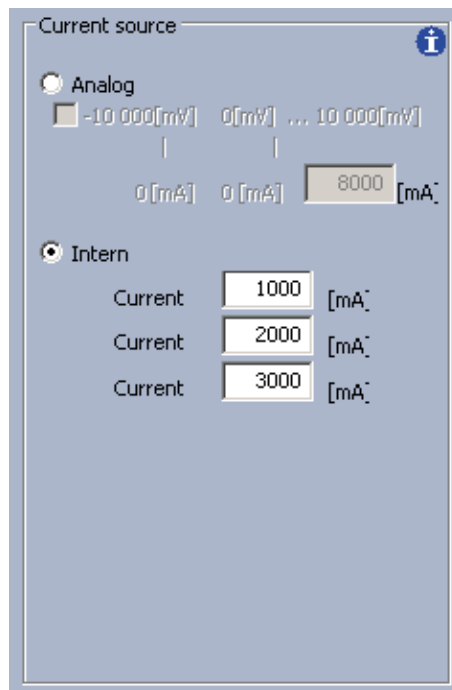 Current source
i
Analog
-10 000[mV] 0[mV] ... 10 000[mV]
0[mA] 0[mA] 8000 [mA]
Intern
Current 1000 [mA]
Current 2000 [mA]
Current 3000 [mA]